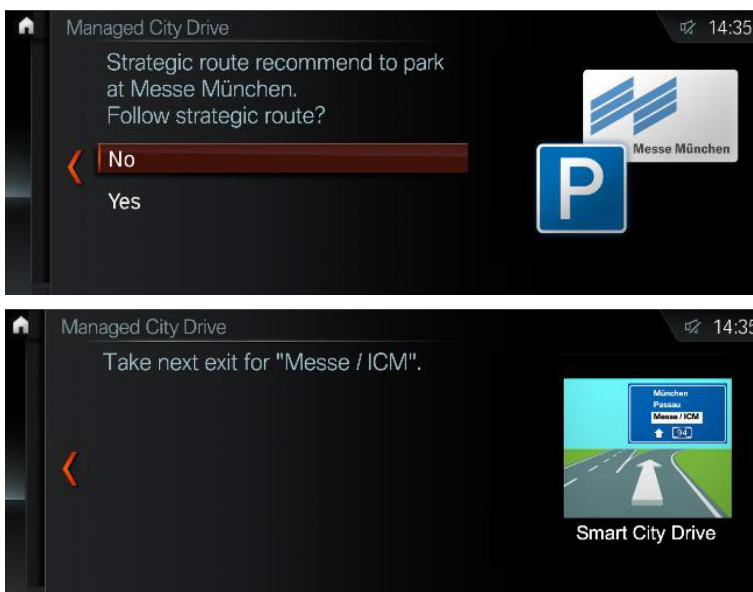 Managed City Drive
14:35
Strategic route recommend to park
at Messe München.
Follow strategic route?
No
Yes
Messe München
P
Managed City Drive
14:35
Take next exit for "Messe / ICM".
München
Passau
Messe / ICM
94
Smart City Drive